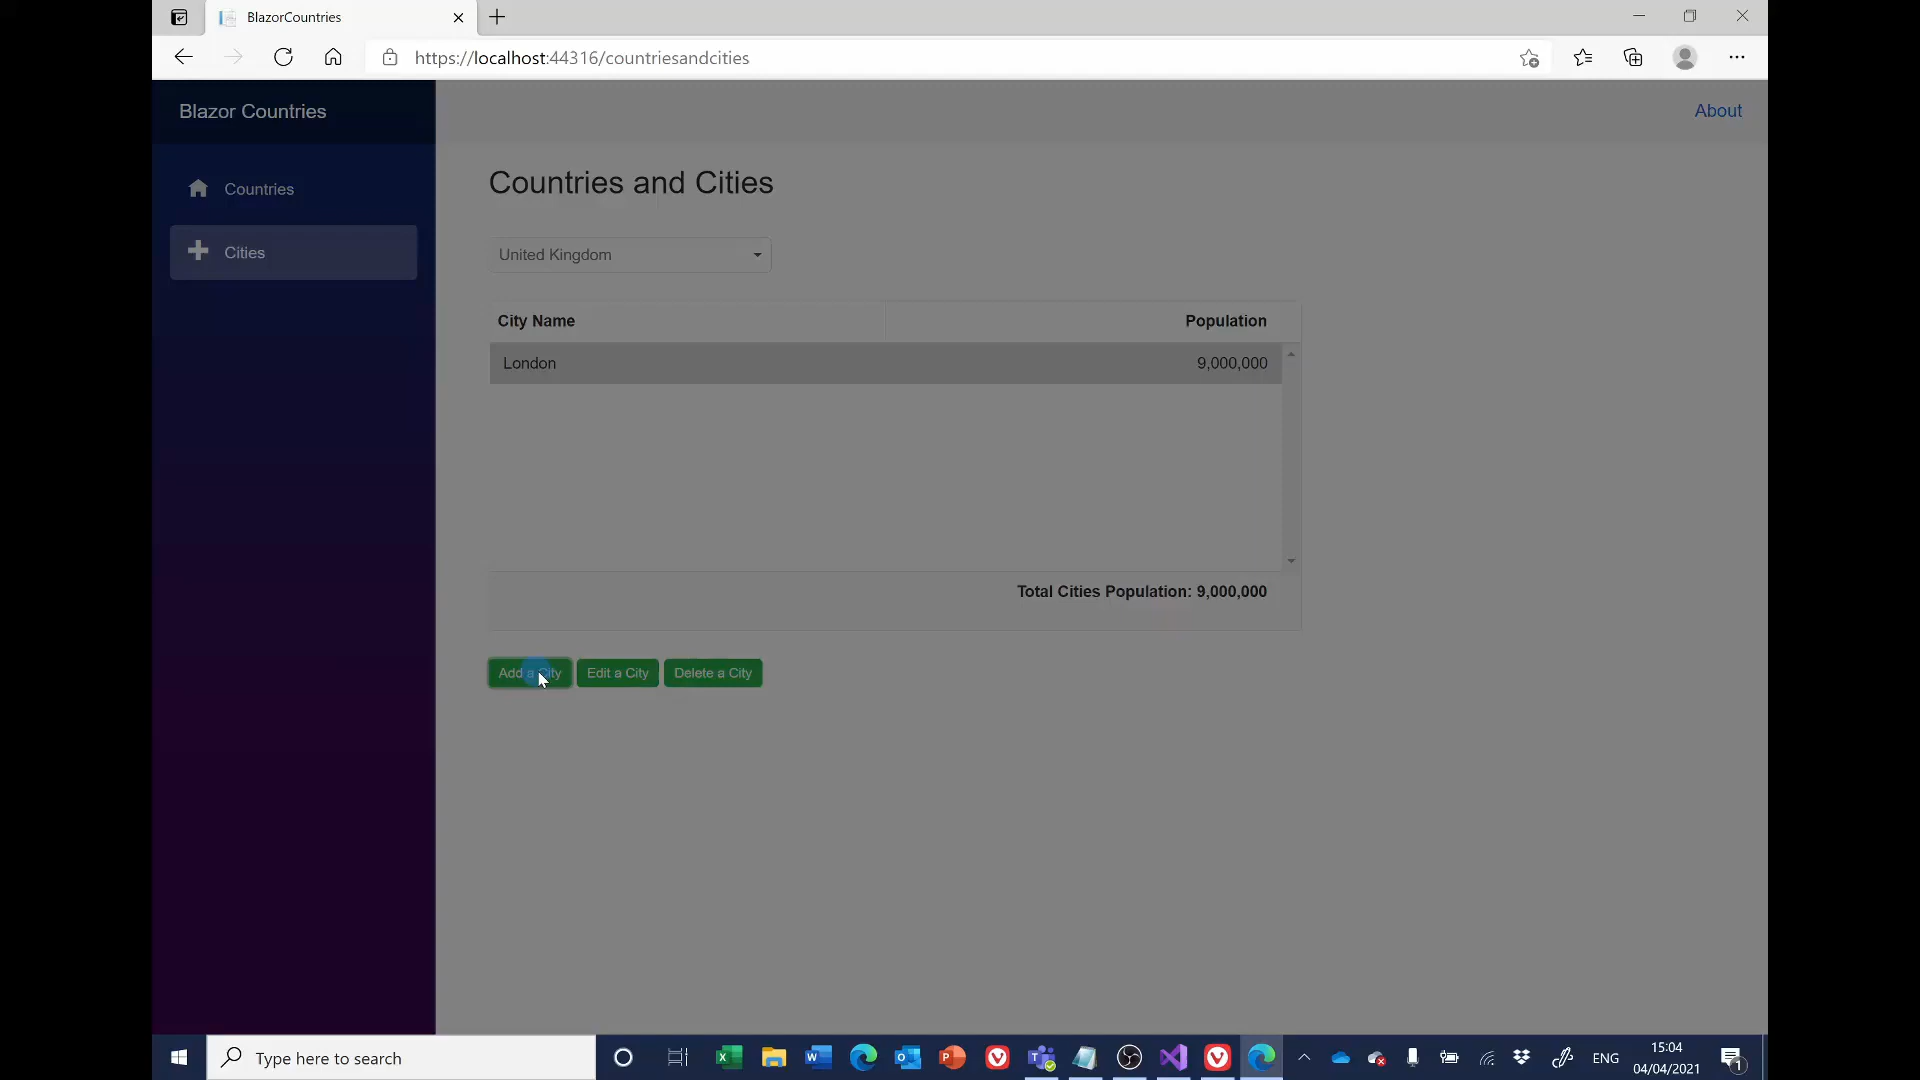 BlazorCountries
https://localhost:44316/countriesandcities
Blazor Countries
About
Countries
Cities
Countries and Cities
United Kingdom
City Name Population
London 9,000,000
Total Cities Population: 9,000,000
Add a City Edit a City Delete a City
Type here to search
ENG
15:04
04/04/2021
1